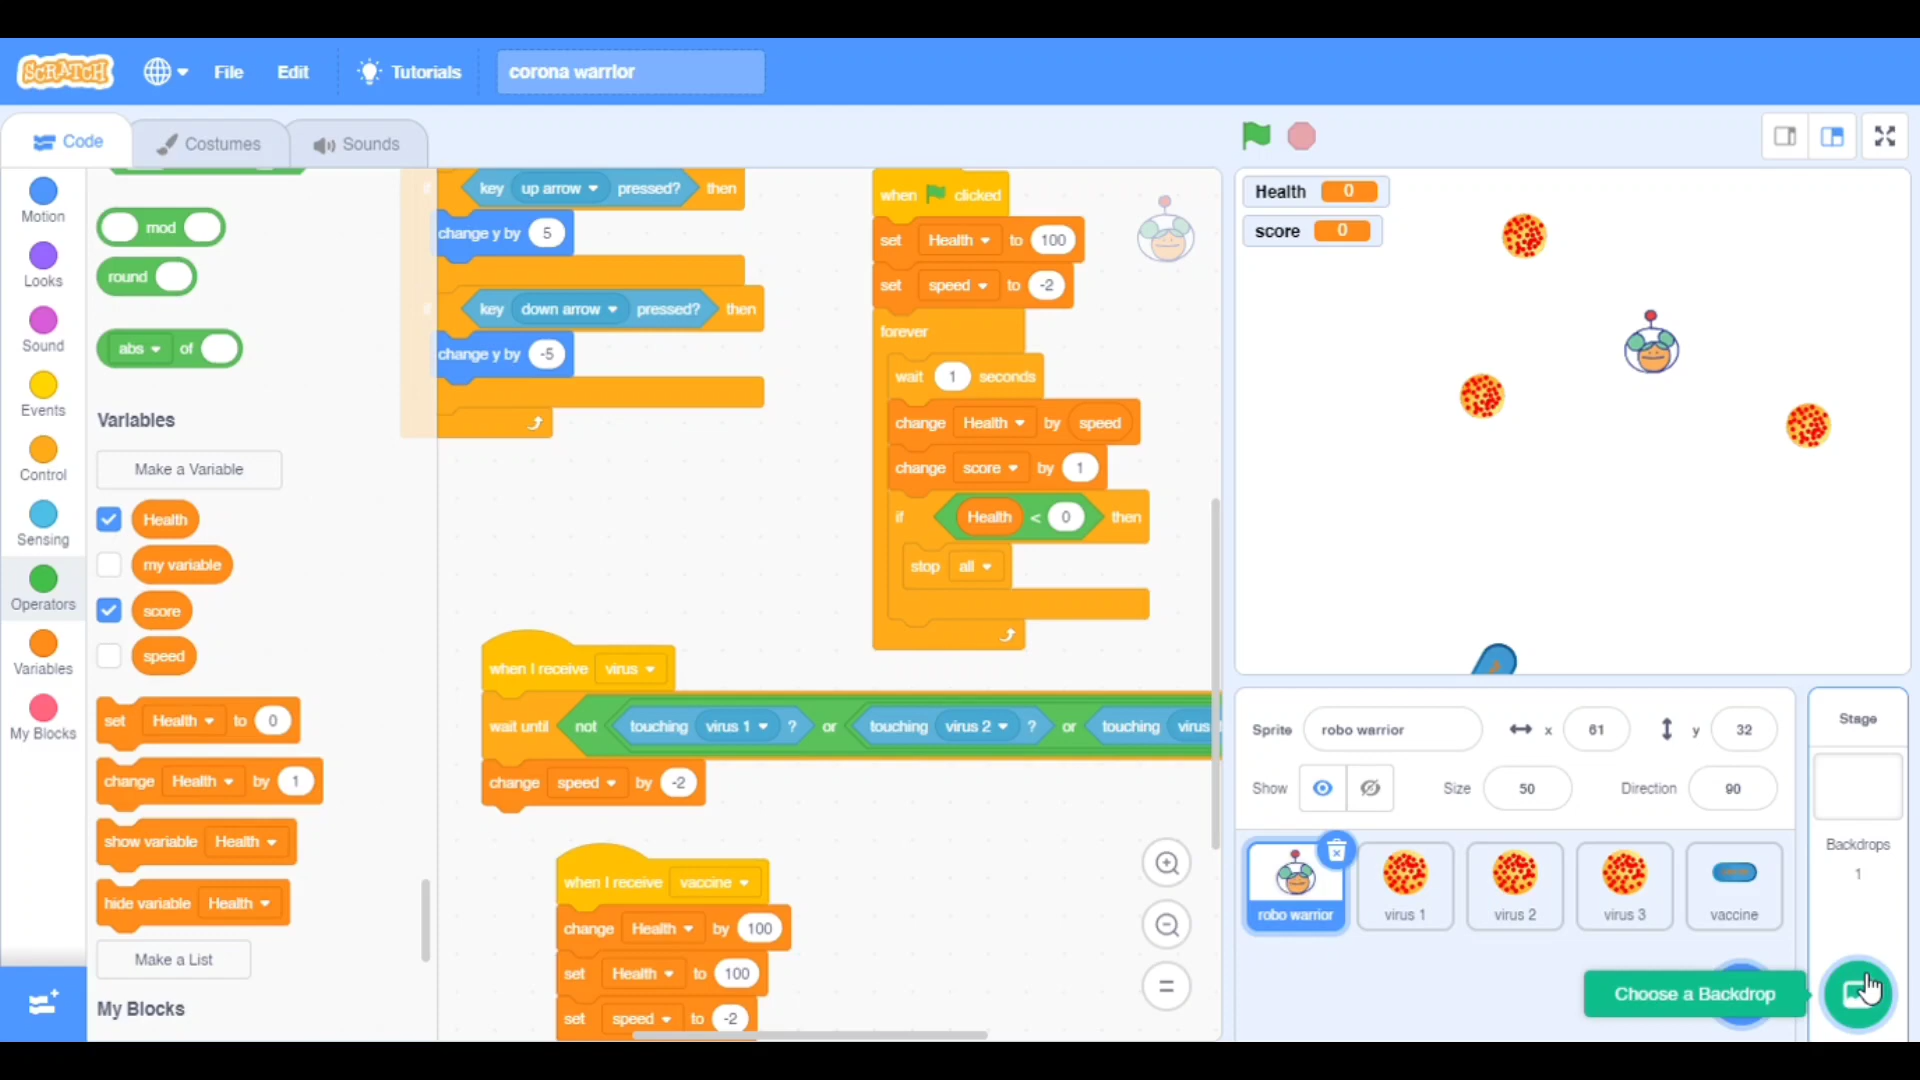 SCRATCH File Edit Tutorials corona warrior
Code Costumes Sounds
Motion
Looks
Sound
Events
Control
Sensing
Operators
Variables
My Blocks
mod
round
abs of
Variables
Make a Variable
Health
my variable
score
speed
set Health to 0
change Health by 1
show variable Health
hide variable Health
Make a List
My Blocks
if key up arrow pressed? then
change y by 5
if key down arrow pressed? then
change y by -5
when clicked
set Health to 100
set speed to -2
forever
wait 1 seconds
change Health by speed
change score by 1
if Health < 0 then
stop all
when I receive virus
wait until not touching virus 1 ? or touching virus 2 ? or touching virus
change speed by -2
when I receive vaccine
change Health by 100
set Health to 100
set speed to -2
Health 0
score 0
Sprite robo warrior x 61 y 32
Show Size 50 Direction 90
robo warrior virus 1 virus 2 virus 3 vaccine
Stage
Backdrops
1
Choose a Backdrop